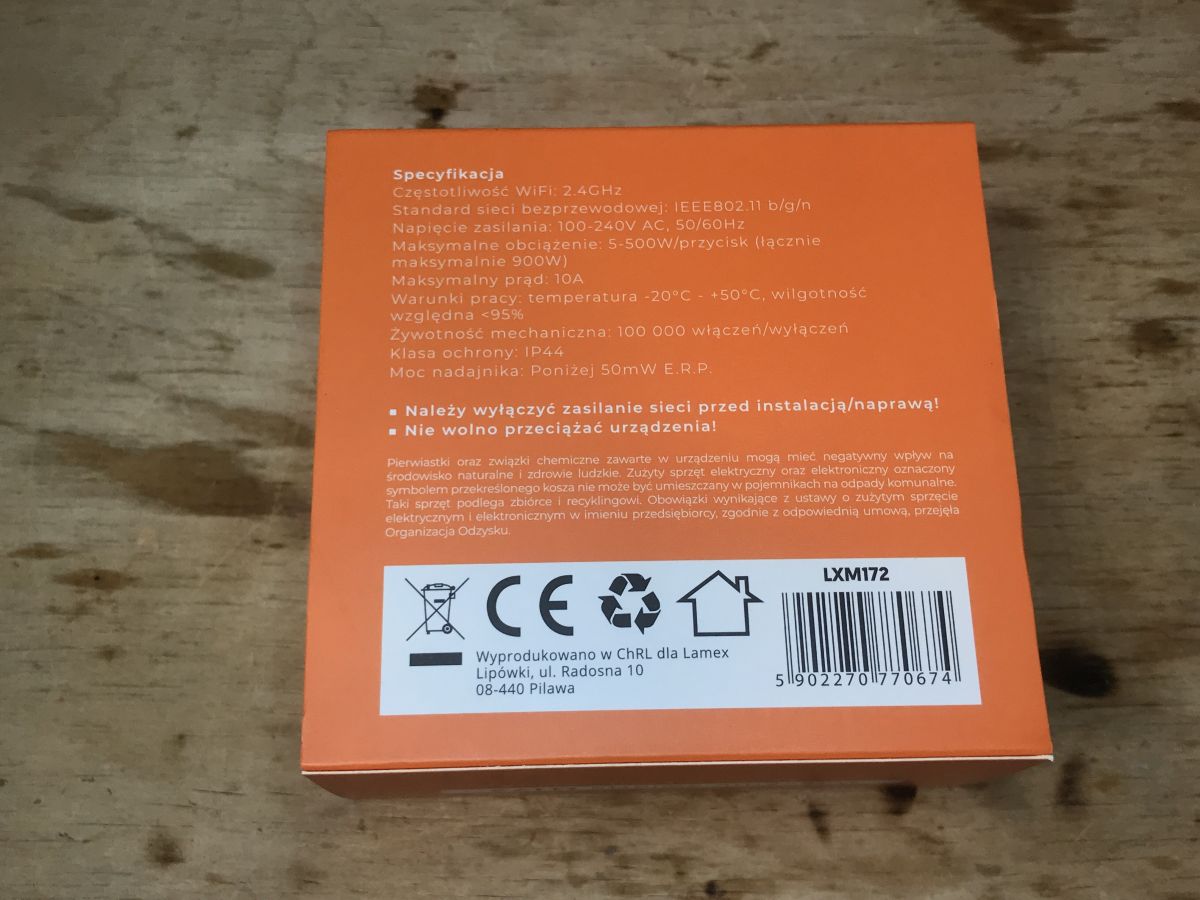 Specyfikacja
Częstotliwość WiFi: 2.4GHz
Standard sieci bezprzewodowej: IEEE802.11 b/g/n
Napięcie zasilania: 100-240V AC, 50/60Hz
Maksymalne obciążenie: 5-500W/przycisk (łącznie
maksymalnie 900W)
Maksymalny prąd: 10A
Warunki pracy: temperatura -20°C - +50°C, wilgotność
względna <95%
Żywotność mechaniczna: 100 000 włączeń/wyłączeń
Klasa ochrony: IP44
Moc nadajnika: Poniżej 50mW E.R.P.
▪ Należy wyłączyć zasilanie sieci przed instalacją/naprawą!
▪ Nie wolno przeciążać urządzenia!
Pierwiastki oraz związki chemiczne zawarte w urządzeniu mogą mieć negatywny wpływ na
środowisko naturalne i zdrowie ludzkie. Zużyty sprzęt elektryczny oraz elektroniczny oznaczony
symbolem przekreślonego kosza nie może być umieszczany w pojemnikach na odpady komunalne.
Taki sprzęt podlega zbiórce i recyklingowi. Obowiązki wynikające z ustawy o zużytym sprzęcie
elektrycznym i elektronicznym w imieniu przedsiębiorcy, zgodnie z odpowiednią umową, przejęła
Organizacja Odzysku.
CE
LXM172
Wyprodukowano w ChRL dla Lamex
Lipówki, ul. Radosna 10
08-440 Pilawa
5 902270 770674